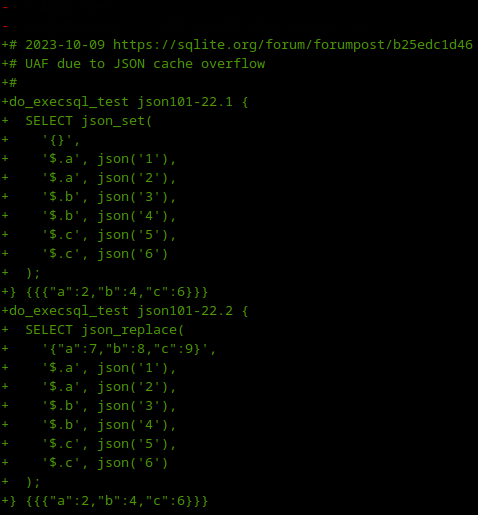 -
-
+# 2023-10-09 https://sqlite.org/forum/forumpost/b25edc1d46
+# UAF due to JSON cache overflow
+#
+do_execsql_test json101-22.1 {
+  SELECT json_set(
+    '{}',
+    '$.a', json('1'),
+    '$.a', json('2'),
+    '$.b', json('3'),
+    '$.b', json('4'),
+    '$.c', json('5'),
+    '$.c', json('6')
+  );
+} {{{"a":2,"b":4,"c":6}}}
+do_execsql_test json101-22.2 {
+  SELECT json_replace(
+    '{"a":7,"b":8,"c":9}',
+    '$.a', json('1'),
+    '$.a', json('2'),
+    '$.b', json('3'),
+    '$.b', json('4'),
+    '$.c', json('5'),
+    '$.c', json('6')
+  );
+} {{{"a":2,"b":4,"c":6}}}